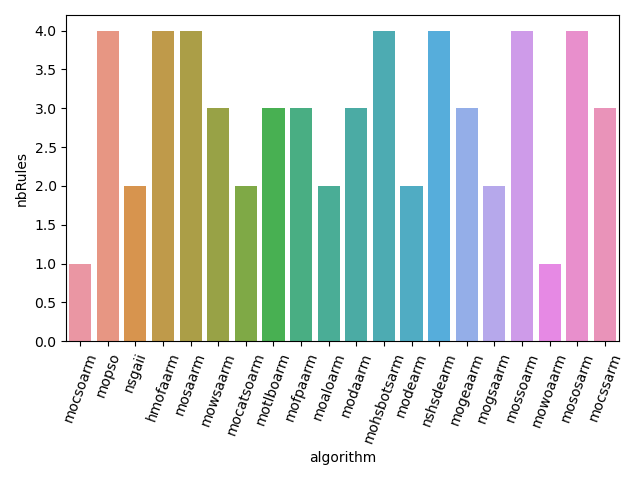 4.0
3.5
3.0
2.5
2.0
1.5
1.0
0.5
0.0
nbRules
mocsoarm
mopso
nsgaii
hmofaarm
mosaarm
mowsaarm
mocatsoarm
motlboarm
mofpaarm
moaloarm
modaarm
mohsbotsarm
modearm
nshsdearm
mogeaarm
mogsaarm
mossoarm
mowoaarm
mososarm
mocssarm
algorithm